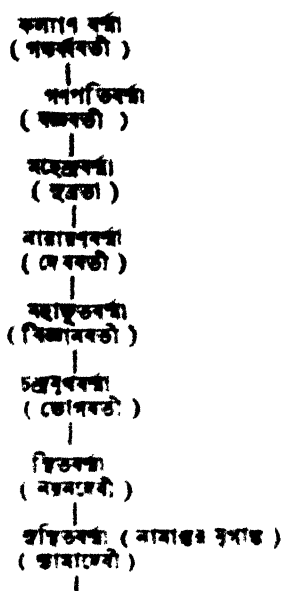 কল্যাণ বর্ম্মা
( গন্ধর্ব্ববতী )
গণপতিবর্ম্মা
( যজ্ঞবতী )
মহেন্দ্রবর্ম্মা
( সুব্রতা )
নারায়ণবর্ম্মা
( দেববতী )
মহাভূতবর্ম্মা
( বিজ্ঞানবতী )
চন্দ্রমুখবর্ম্মা
( ভোগবতী )
স্থিতবর্ম্মা
( নয়নদেবী )
সুস্থিতবর্ম্মা ( নামান্তর মৃগাঙ্ক )
( শ্যামাদেবী )